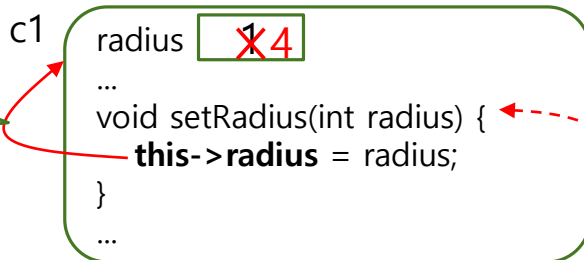 c1
radius 1 4
...
void setRadius(int radius) {
this->radius = radius;
}
...